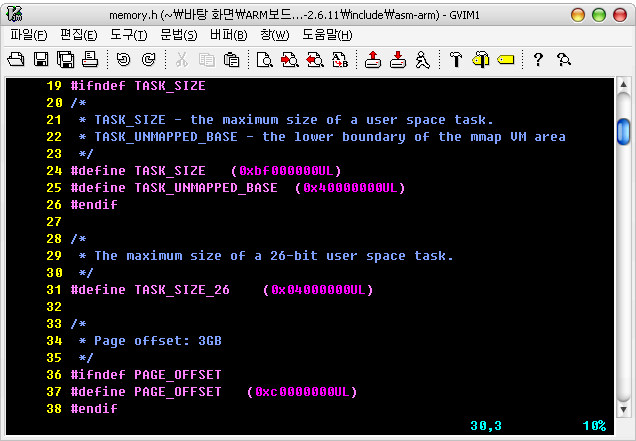 memory.h (~₩바탕 화면₩ARM보드...-2.6.11₩include₩asm-arm) - GVIM1
파일(F) 편집(E) 도구(T) 문법(S) 버퍼(B) 창(W) 도움말(H)
19 #ifndef TASK_SIZE
20 /*
21  * TASK_SIZE - the maximum size of a user space task.
22  * TASK_UNMAPPED_BASE - the lower boundary of the mmap VM area
23  */
24 #define TASK_SIZE   (0xbf000000UL)
25 #define TASK_UNMAPPED_BASE  (0x40000000UL)
26 #endif
27
28 /*
29  * The maximum size of a 26-bit user space task.
30  */
31 #define TASK_SIZE_26    (0x04000000UL)
32
33 /*
34  * Page offset: 3GB
35  */
36 #ifndef PAGE_OFFSET
37 #define PAGE_OFFSET   (0xc0000000UL)
38 #endif
30,3 10%